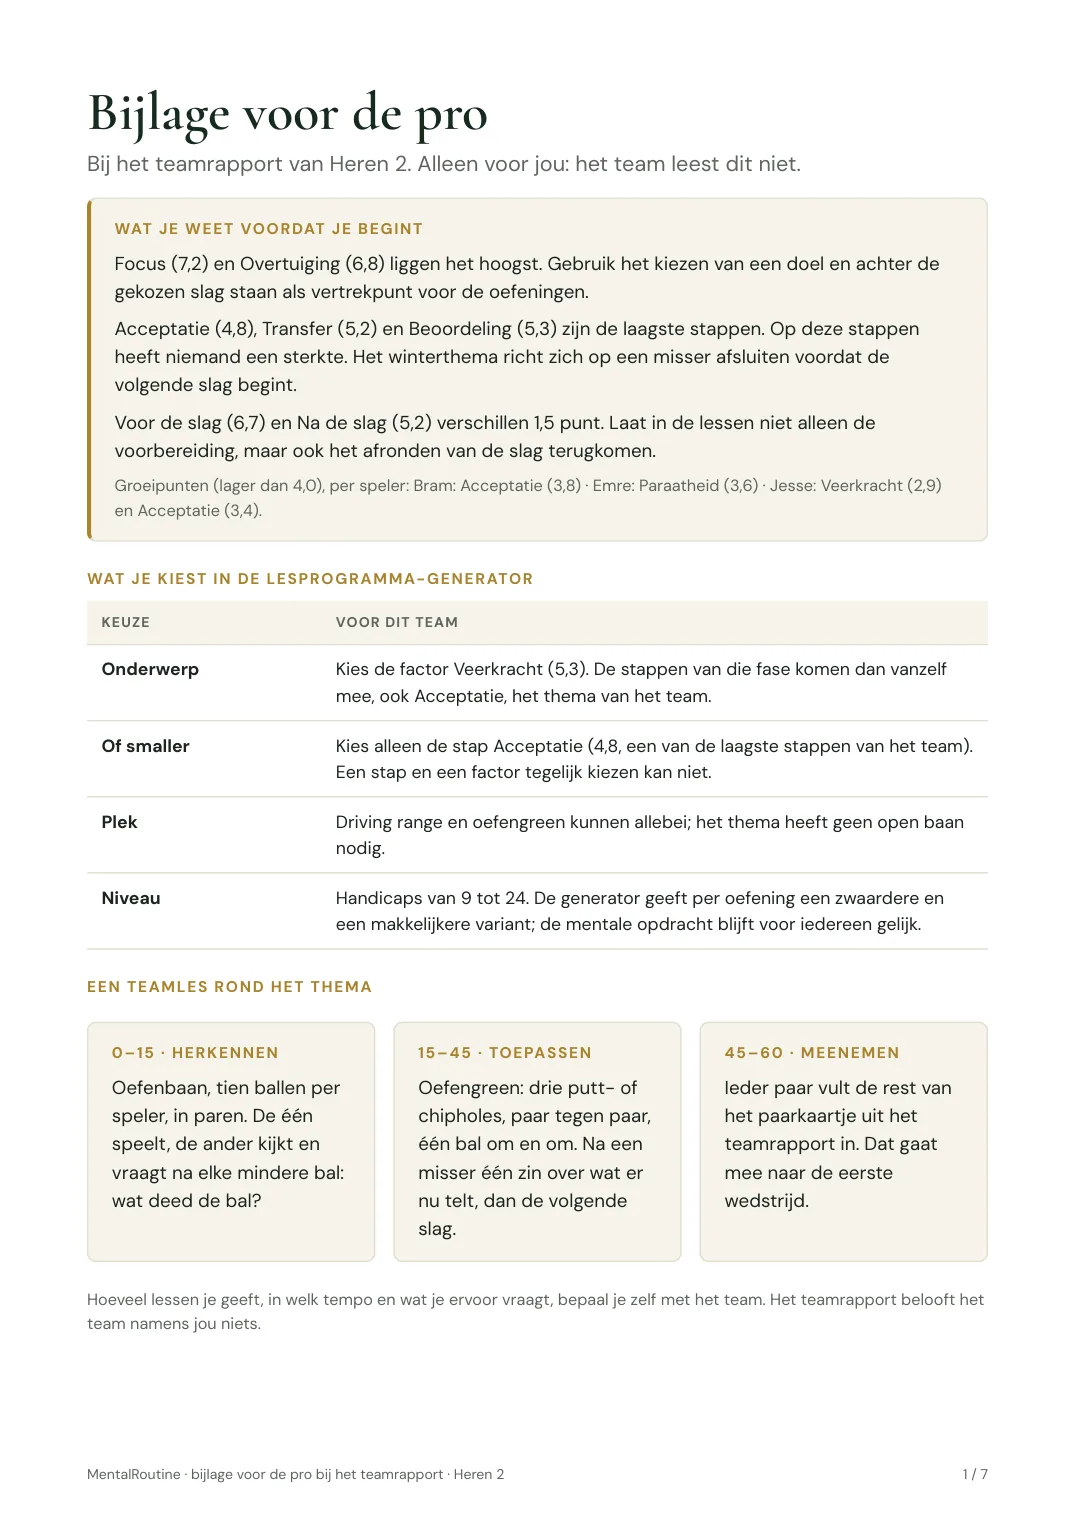 Bijlage voor de pro
Bij het teamrapport van Heren 2. Alleen voor jou: het team leest dit niet.
WAT JE WEET VOORDAT JE BEGINT
Focus (7,2) en Overtuiging (6,8) liggen het hoogst. Gebruik het kiezen van een doel en achter de
gekozen slag staan als vertrekpunt voor de oefeningen.
Acceptatie (4,8), Transfer (5,2) en Beoordeling (5,3) zijn de laagste stappen. Op deze stappen
heeft niemand een sterkte. Het winterthema richt zich op een misser afsluiten voordat de
volgende slag begint.
Voor de slag (6,7) en Na de slag (5,2) verschillen 1,5 punt. Laat in de lessen niet alleen de
voorbereiding, maar ook het afronden van de slag terugkomen.
Groeipunten (lager dan 4,0), per speler: Bram: Acceptatie (3,8) · Emre: Paraatheid (3,6) · Jesse: Veerkracht (2,9)
en Acceptatie (3,4).
WAT JE KIEST IN DE LESPROGRAMMA-GENERATOR
KEUZE VOOR DIT TEAM
Onderwerp Kies de factor Veerkracht (5,3). De stappen van die fase komen dan vanzelf
mee, ook Acceptatie, het thema van het team.
Of smaller Kies alleen de stap Acceptatie (4,8, een van de laagste stappen van het team).
Een stap en een factor tegelijk kiezen kan niet.
Plek Driving range en oefengreen kunnen allebei; het thema heeft geen open baan
nodig.
Niveau Handicaps van 9 tot 24. De generator geeft per oefening een zwaardere en
een makkelijkere variant; de mentale opdracht blijft voor iedereen gelijk.
EEN TEAMLES ROND HET THEMA
0–15 · HERKENNEN
Oefenbaan, tien ballen per
speler, in paren. De één
speelt, de ander kijkt en
vraagt na elke mindere bal:
wat deed de bal?
15–45 · TOEPASSEN
Oefengreen: drie putt- of
chipholes, paar tegen paar,
één bal om en om. Na een
misser één zin over wat er
nu telt, dan de volgende
slag.
45–60 · MEENEMEN
Ieder paar vult de rest van
het paarkaartje uit het
teamrapport in. Dat gaat
mee naar de eerste
wedstrijd.
Hoeveel lessen je geeft, in welk tempo en wat je ervoor vraagt, bepaal je zelf met het team. Het teamrapport belooft het
team namens jou niets.
MentalRoutine · bijlage voor de pro bij het teamrapport · Heren 2 1 / 7